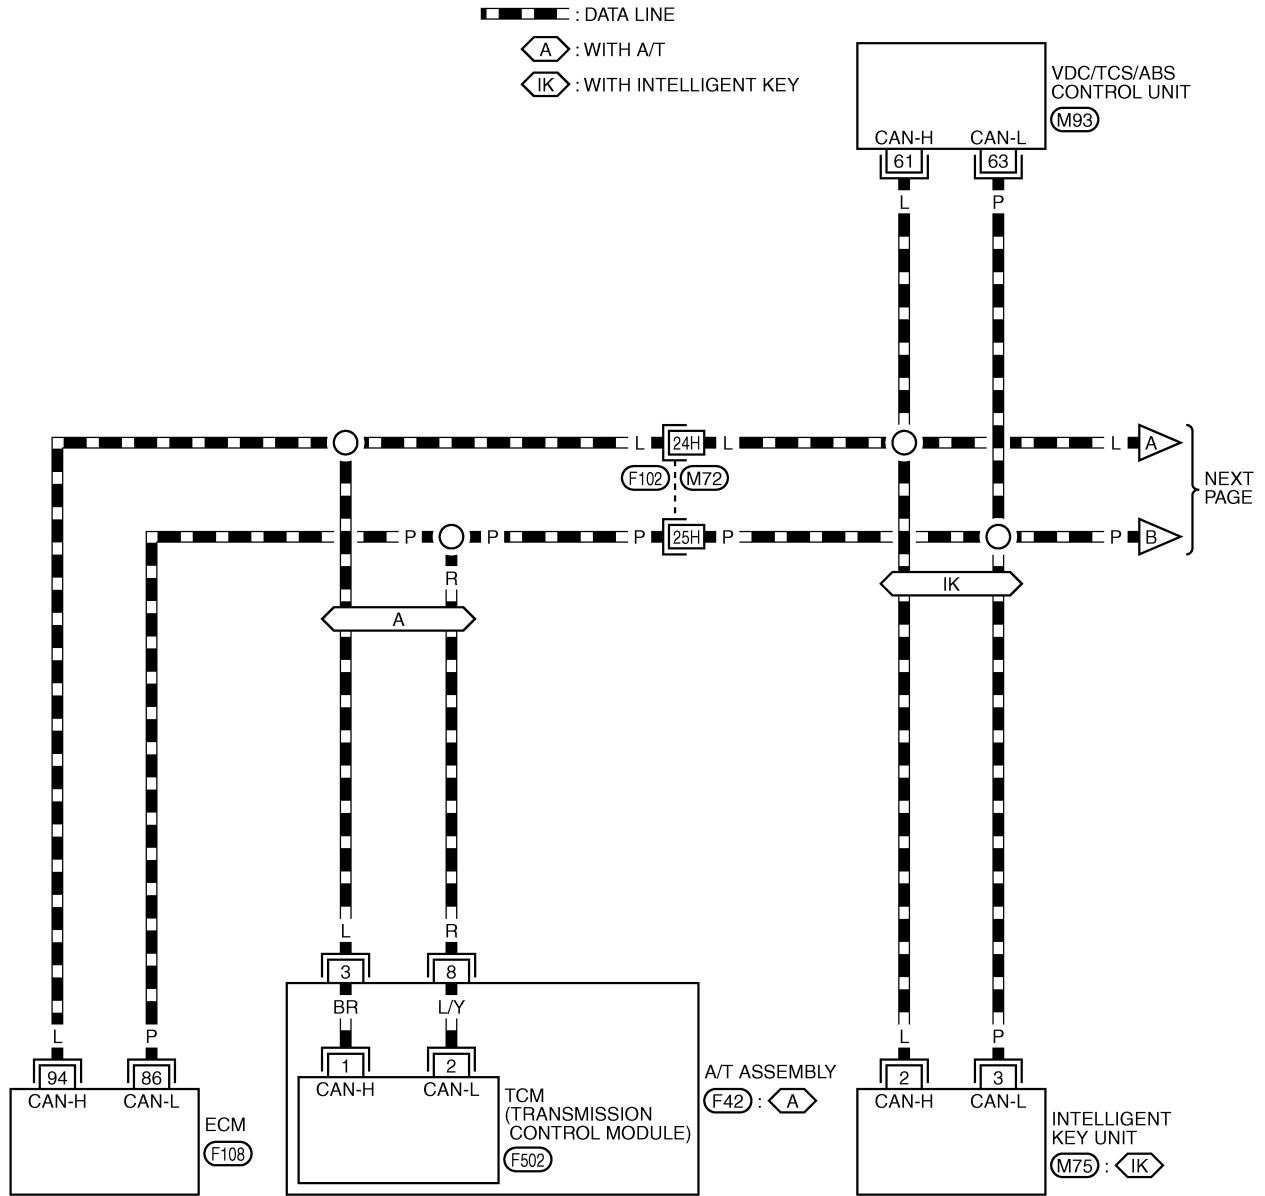 : DATA LINE
A : WITH A/T
IK : WITH INTELLIGENT KEY
VDC/TCS/ABS
CONTROL UNIT
M93
CAN-H CAN-L
61 63
L P
L 24H L L A
F102 M72
NEXT
PAGE
P P P 25H P P B
R
IK
A
L R
3 8
BR L/Y
L P L P
1 2
94 86 2 3
CAN-H CAN-L
CAN-H CAN-L
CAN-H CAN-L
A/T ASSEMBLY
F42 : A
TCM
(TRANSMISSION
CONTROL MODULE)
F502
ECM
F108
INTELLIGENT
KEY UNIT
M75 : IK